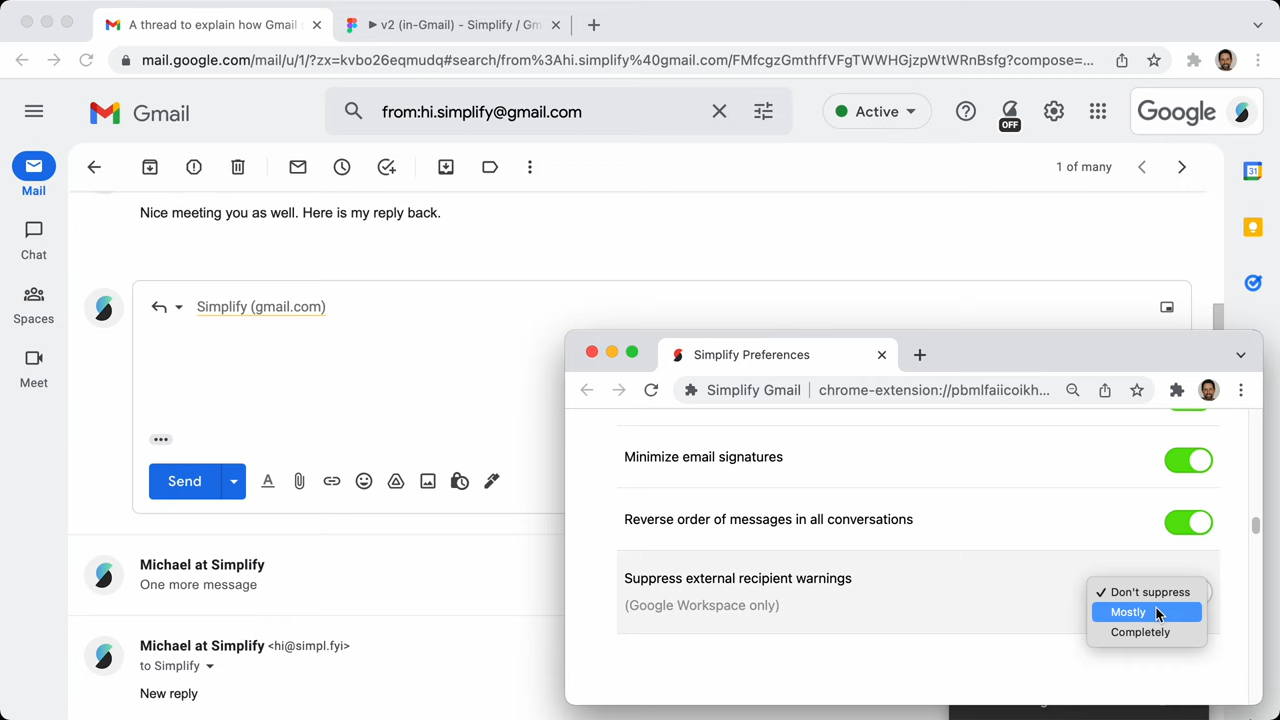 A thread to explain how Gmail
v2 (in-Gmail) - Simplify / Gm
mail.google.com/mail/u/1/?zx=kvbo26eqmudq#search/from%3Ahi.simplify%40gmail.com/FMfcgzGmthffVFgTWWHGjzpWtWRnBsfg?compose=...
Gmail
from:hi.simplify@gmail.com
Active
OFF
Google
Mail
Chat
Spaces
Meet
1 of many
31
Nice meeting you as well. Here is my reply back.
Simplify (gmail.com)
Send
Michael at Simplify
One more message
Michael at Simplify <hi@simpl.fyi>
to Simplify
New reply
Simplify Preferences
Simplify Gmail
chrome-extension://pbmlfaiicoikh...
Minimize email signatures
Reverse order of messages in all conversations
Suppress external recipient warnings
(Google Workspace only)
✓ Don't suppress
Mostly
Completely